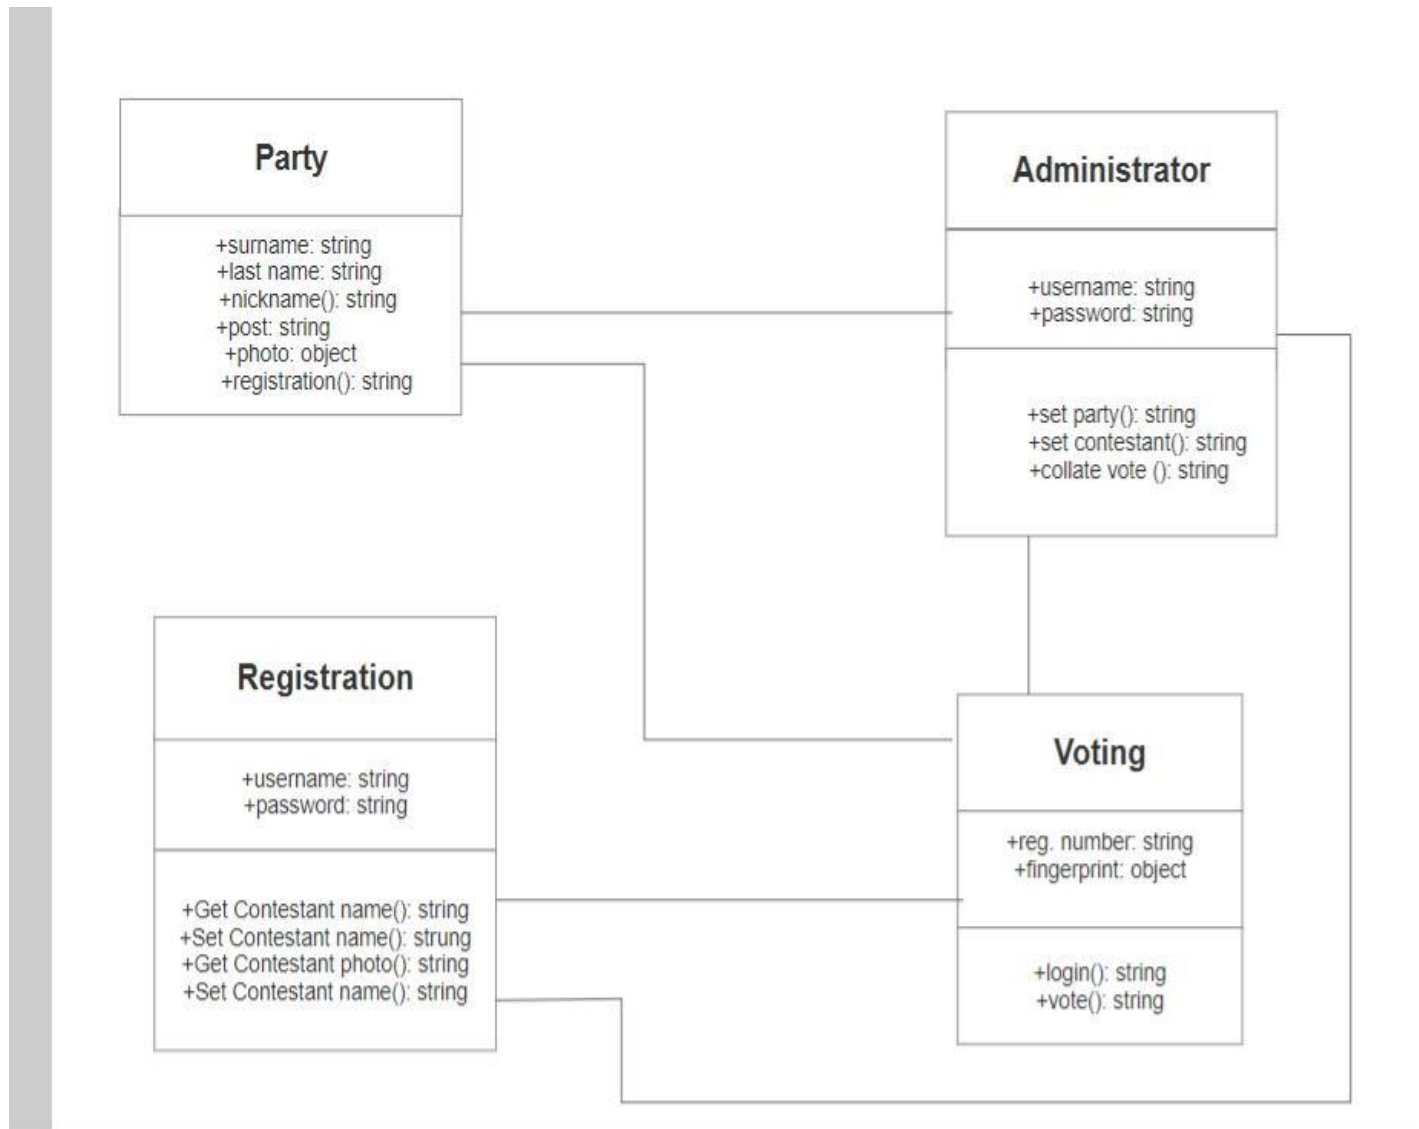 Party
+surname: string
+last name: string
+nickname(): string
+post: string
+photo: object
+registration(): string
Administrator
+username: string
+password: string
+set party(): string
+set contestant(): string
+collate vote (): string
Registration
+username: string
+password: string
+Get Contestant name(): string
+Set Contestant name(): strung
+Get Contestant photo(): string
+Set Contestant name(): string
Voting
+reg. number: string
+fingerprint: object
+login(): string
+vote(): string